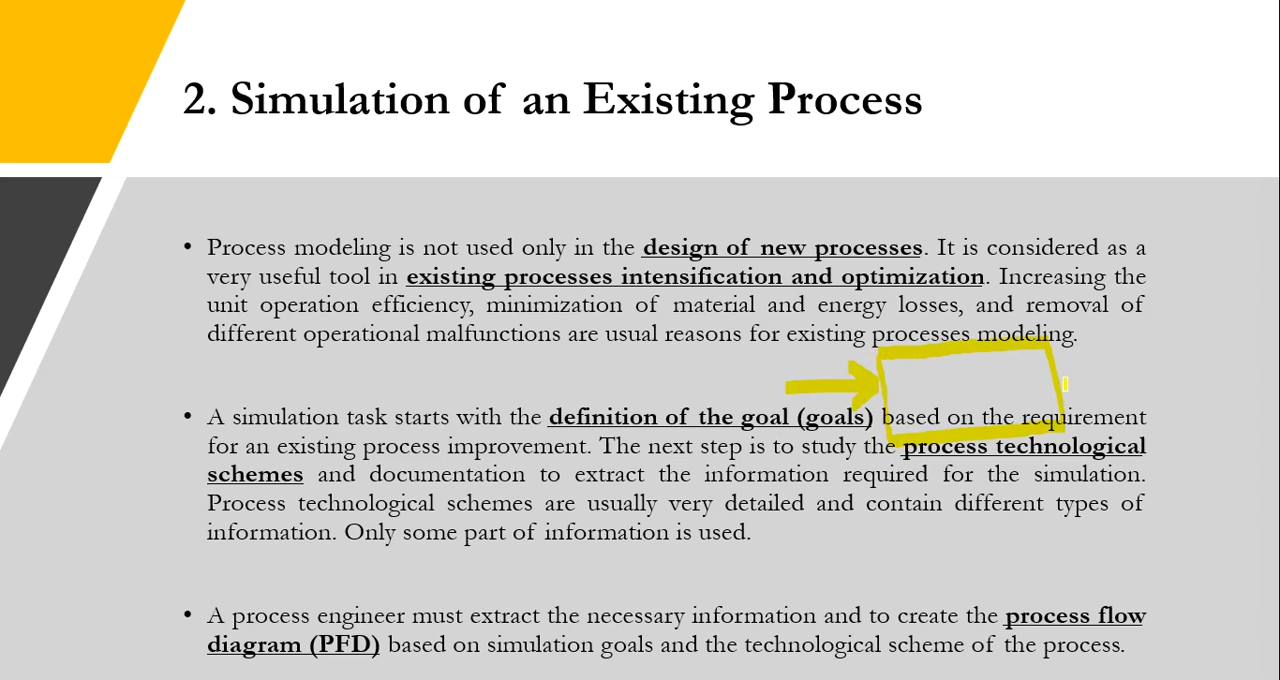 2. Simulation of an Existing Process
• Process modeling is not used only in the design of new processes. It is considered as a
very useful tool in existing processes intensification and optimization. Increasing the
unit operation efficiency, minimization of material and energy losses, and removal of
different operational malfunctions are usual reasons for existing processes modeling.
• A simulation task starts with the definition of the goal (goals) based on the requirement
for an existing process improvement. The next step is to study the process technological
schemes and documentation to extract the information required for the simulation.
Process technological schemes are usually very detailed and contain different types of
information. Only some part of information is used.
• A process engineer must extract the necessary information and to create the process flow
diagram (PFD) based on simulation goals and the technological scheme of the process.